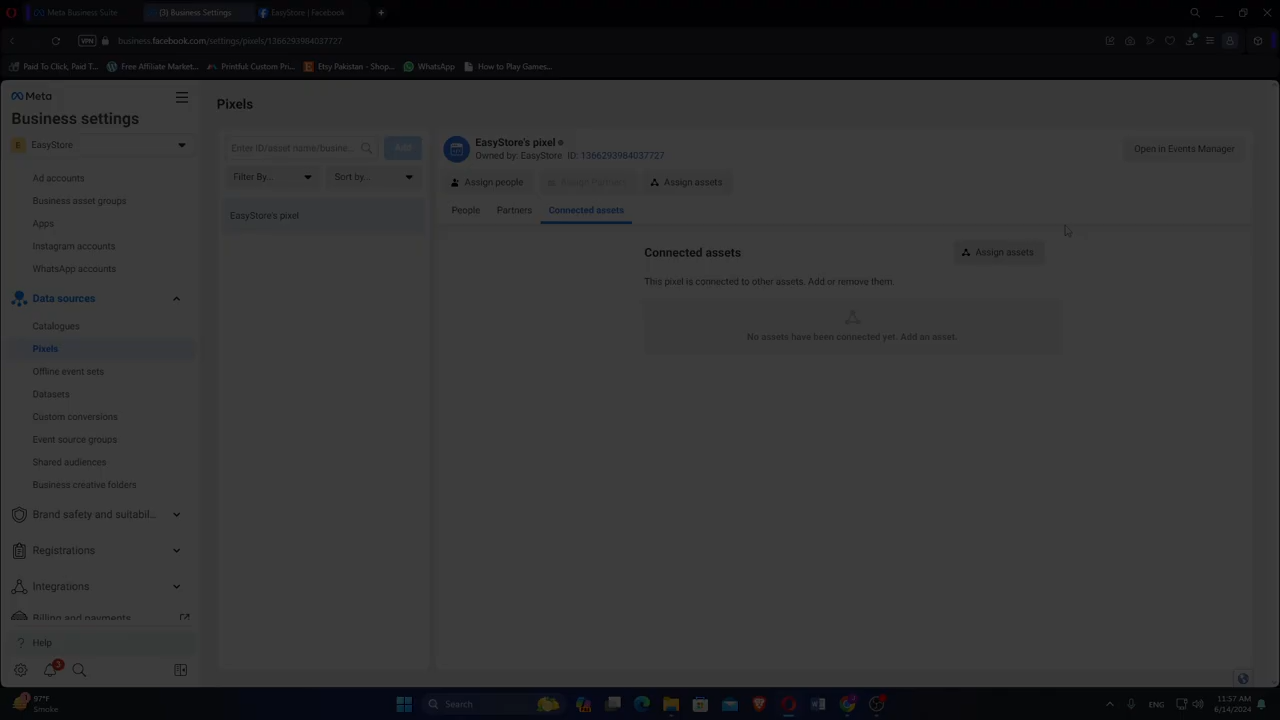 Meta Business Suite
(3) Business Settings
EasyStore | Facebook
VPN
business.facebook.com/settings/pixels/1366293984037727
Paid To Click, Paid T...
Free Affiliate Market...
Printful: Custom Pri...
Etsy Pakistan - Shop...
WhatsApp
How to Play Games...
Meta
Business settings
E
EasyStore
Ad accounts
Business asset groups
Apps
Instagram accounts
WhatsApp accounts
Data sources
Catalogues
Pixels
Offline event sets
Datasets
Custom conversions
Event source groups
Shared audiences
Business creative folders
Brand safety and suitabil...
Registrations
Integrations
Billing and payments
? Help
3
Pixels
Enter ID/asset name/busine...
Add
Filter By...
Sort by...
EasyStore's pixel
EasyStore's pixel
Owned by: EasyStore ID: 1366293984037727
Open in Events Manager
Assign people
Assign Partners
Assign assets
People
Partners
Connected assets
Connected assets
Assign assets
This pixel is connected to other assets. Add or remove them:
No assets have been connected yet. Add an asset.
97°F
Smoke
Search
ENG
11:57 AM
6/14/2024